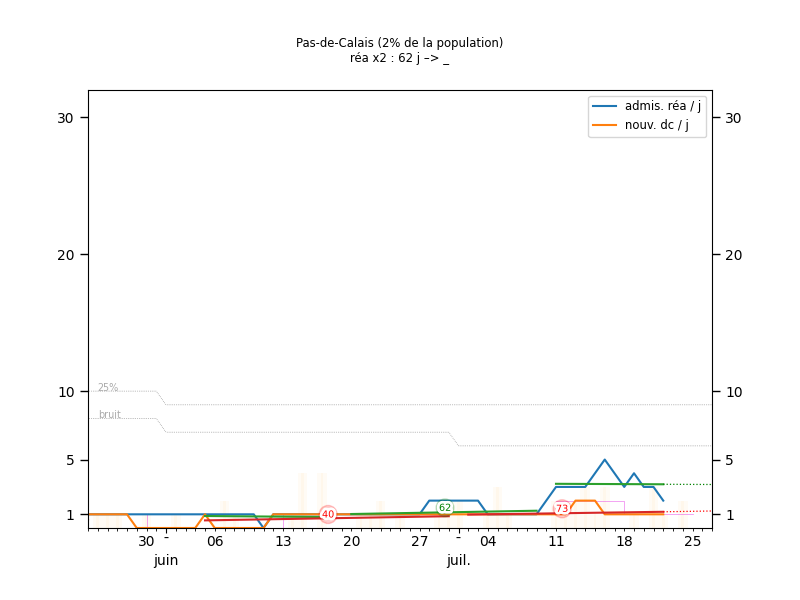 Pas-de-Calais (2% de la population)
réa x2 : 62 j –> _
admis. réa / j
nouv. dc / j
30 30
20 20
10 10
25%
bruit
5 5
62
73
40
1 1
30 - 06 13 20 27 - 04 11 18 25
juin juil.